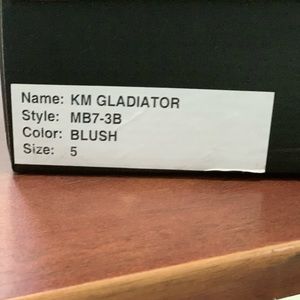 Name: KM GLADIATOR
Style: MB7-3B
Color: BLUSH
Size: 5